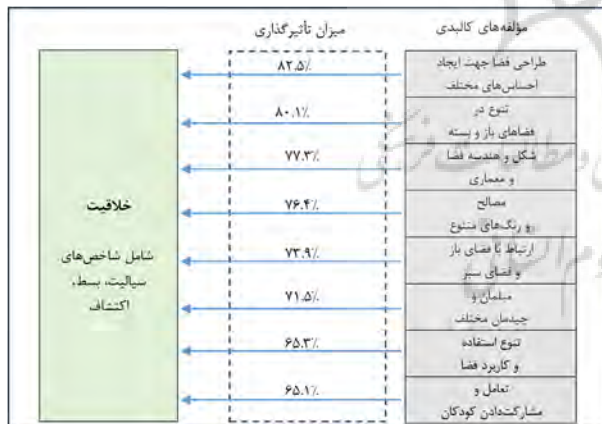 مؤلفه‌های کالبدی
میزان تأثیرگذاری
طراحی فضا جهت ایجاد
احساس‌های مختلف
۸۲.۵٪
تنوع در
فضاهای باز و بسته
۸۰.۱٪
شکل و هندسه فضا
و معماری
۷۷.۳٪
مصالح
و رنگ‌های متنوع
۷۶.۴٪
ارتباط با فضای باز
و فضای سبز
۷۳.۹٪
مبلمان و
چیدمان مختلف
۷۱.۵٪
تنوع استفاده
و کاربرد فضا
۶۵.۳٪
تعامل و
مشارکت‌دادن کودکان
۶۵.۱٪
خلاقیت
شامل شاخص‌های
سیالیت، بسط،
اکتشاف